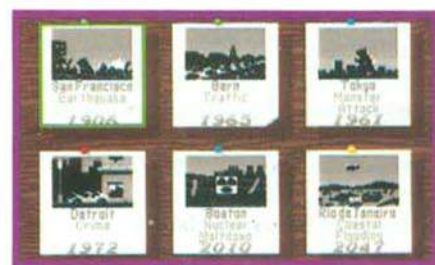 San Francisco
Earthquake
1906
Bern
Traffic
1965
Tokyo
Monster
Attack
1961
Detroit
Crime
1972
Boston
Nuclear
Meltdown
2010
Rio de Janeiro
Coastal
Flooding
2047